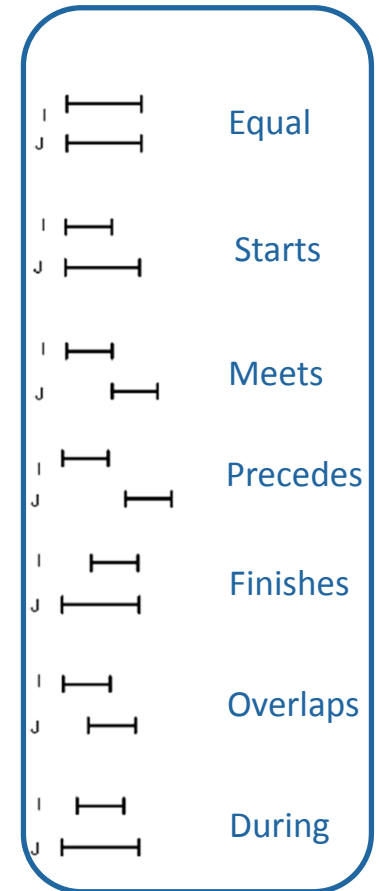 I
J
Equal
I
J
Starts
I
J
Meets
I
J
Precedes
I
J
Finishes
I
J
Overlaps
I
J
During